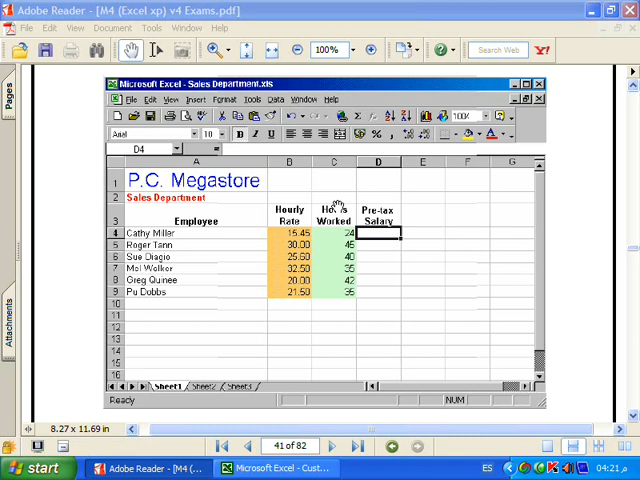 Adobe Reader - [M4 (Excel xp) v4 Exams.pdf]
File Edit View Document Tools Window Help
100% Search Web
Pages
Microsoft Excel - Sales Department.xls
File Edit View Insert Format Tools Data Window Help
100%
Arial 10 B I U
D4 =
A B C D E F G
1 P.C. Megastore
2 Sales Department
3 Employee Hourly Rate Hours Worked Pre-tax Salary
4 Cathy Miller 15.45 24
5 Roger Tann 30.00 45
6 Sue Diagio 25.60 40
7 Mel Walker 32.50 35
8 Greg Quinee 20.00 42
9 Pu Dobbs 21.50 35
10
11
12
13
14
15
16
Sheet1 Sheet2 Sheet3
Ready NUM
Attachments
8.27 x 11.69 in
41 of 82
start Adobe Reader - [M4 (... Microsoft Excel - Cust... ES 04:21 م